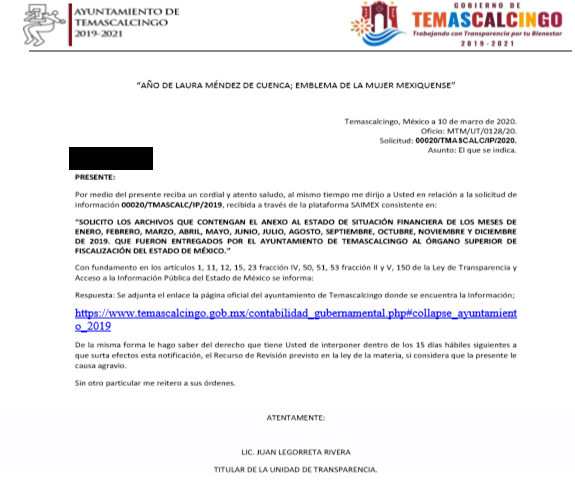 AYUNTAMIENTO DE
TEMASCALCINGO
2019-2021
GOBIERNO DE
TEMASCALCINGO
Trabajando con Transparencia por tu Bienestar
2019-2021
“AÑO DE LAURA MÉNDEZ DE CUENCA; EMBLEMA DE LA MUJER MEXIQUENSE”
Temascalcingo, México a 10 de marzo de 2020.
Oficio: MTM/UT/0128/20.
Solicitud: 00020/TMASCALC/IP/2020.
Asunto: El que se indica.
PRESENTE:
Por medio del presente reciba un cordial y atento saludo, al mismo tiempo me dirijo a Usted en relación a la solicitud de
información 00020/TMASCALC/IP/2019, recibida a través de la plataforma SAIMEX consistente en:
“SOLICITO LOS ARCHIVOS QUE CONTENGAN EL ANEXO AL ESTADO DE SITUACIÓN FINANCIERA DE LOS MESES DE
ENERO, FEBRERO, MARZO, ABRIL, MAYO, JUNIO, JULIO, AGOSTO, SEPTIEMBRE, OCTUBRE, NOVIEMBRE Y DICIEMBRE
DE 2019. QUE FUERON ENTREGADOS POR EL AYUNTAMIENTO DE TEMASCALCINGO AL ÓRGANO SUPERIOR DE
FISCALIZACIÓN DEL ESTADO DE MÉXICO.”
Con fundamento en los artículos 1, 11, 12, 15, 23 fracción IV, 50, 51, 53 fracción II y V, 150 de la Ley de Transparencia y
Acceso a la Información Pública del Estado de México se informa:
Respuesta: Se adjunta el enlace la página oficial del ayuntamiento de Temascalcingo donde se encuentra la Información;
https://www.temascalcingo.gob.mx/contabilidad_gubernamental.php#collapse_ayuntamient
o_2019
De la misma forma le hago saber del derecho que tiene Usted de interponer dentro de los 15 días hábiles siguientes a
que surta efectos esta notificación, el Recurso de Revisión previsto en la ley de la materia, si considera que la presente le
causa agravio.
Sin otro particular me reitero a sus órdenes.
ATENTAMENTE:
LIC. JUAN LEGORRETA RIVERA
TITULAR DE LA UNIDAD DE TRANSPARENCIA.